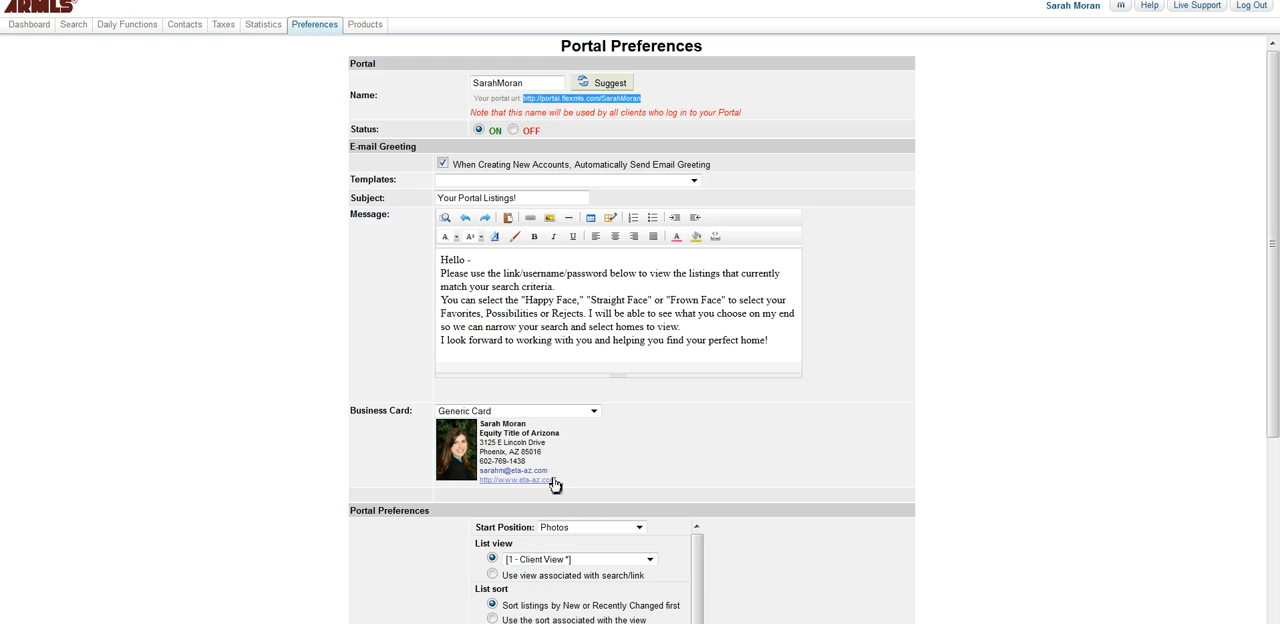 ARMLS
Sarah Moran Help Live Support Log Out
Dashboard Search Daily Functions Contacts Taxes Statistics Preferences Products
Portal Preferences
Portal
Name: SarahMoran Suggest
Your portal url: http://portal.flexmls.com/SarahMoran
Note that this name will be used by all clients who log in to your Portal
Status: ON OFF
E-mail Greeting
When Creating New Accounts, Automatically Send Email Greeting
Templates:
Subject: Your Portal Listings!
Message:
Hello -
Please use the link/username/password below to view the listings that currently
match your search criteria.
You can select the "Happy Face," "Straight Face" or "Frown Face" to select your
Favorites, Possibilities or Rejects. I will be able to see what you choose on my end
so we can narrow your search and select homes to view.
I look forward to working with you and helping you find your perfect home!
Business Card: Generic Card
Sarah Moran
Equity Title of Arizona
3125 E Lincoln Drive
Phoenix, AZ 85016
602-769-1438
sarahm@eta-az.com
http://www.eta-az.co
Portal Preferences
Start Position: Photos
List view
[1 - Client View *]
Use view associated with search/link
List sort
Sort listings by New or Recently Changed first
Use the sort associated with the view